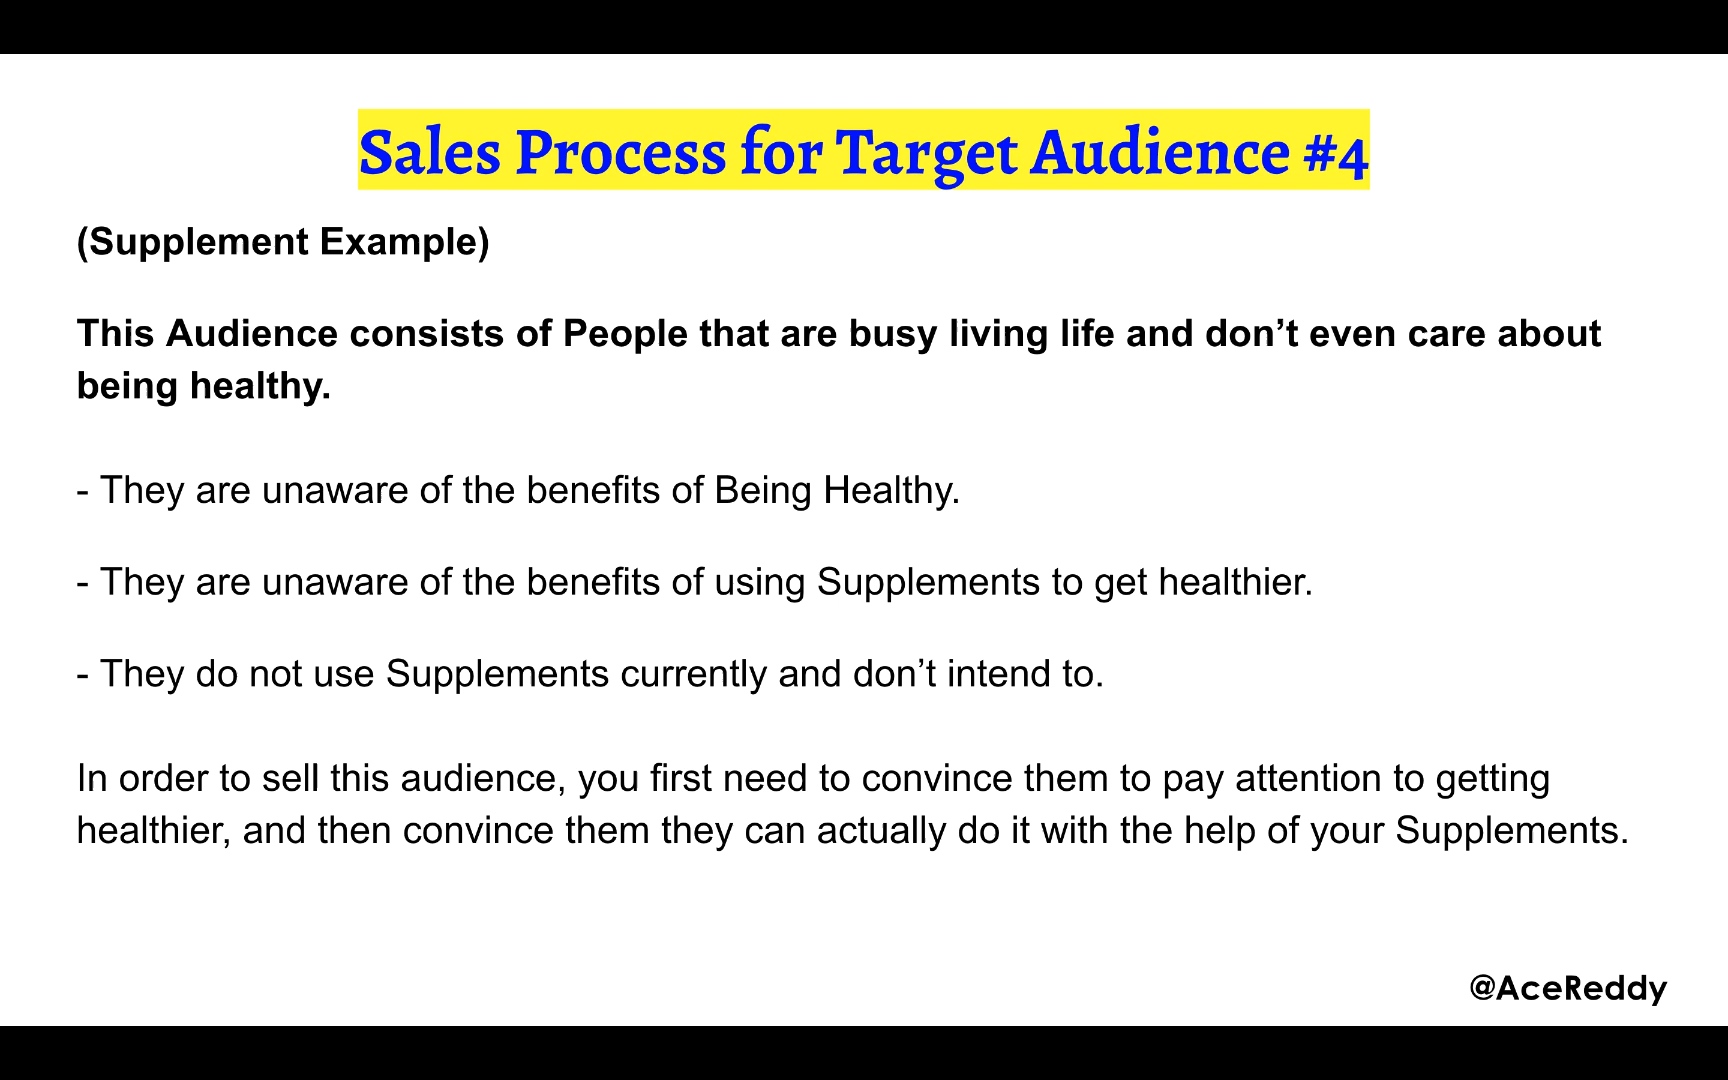 Sales Process for Target Audience #4
(Supplement Example)
This Audience consists of People that are busy living life and don’t even care about
being healthy.
- They are unaware of the benefits of Being Healthy.
- They are unaware of the benefits of using Supplements to get healthier.
- They do not use Supplements currently and don’t intend to.
In order to sell this audience, you first need to convince them to pay attention to getting
healthier, and then convince them they can actually do it with the help of your Supplements.
@AceReddy